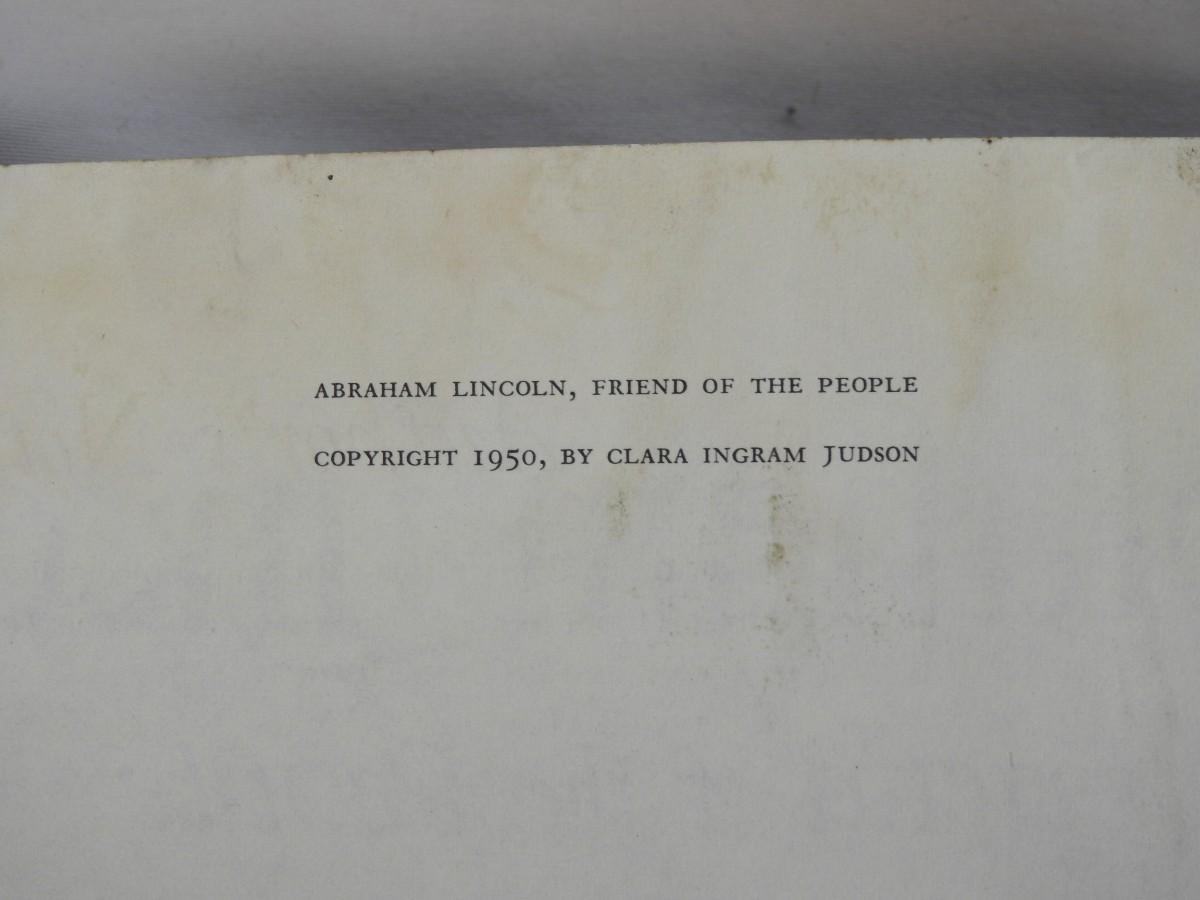 ABRAHAM LINCOLN, FRIEND OF THE PEOPLE
COPYRIGHT 1950, BY CLARA INGRAM JUDSON